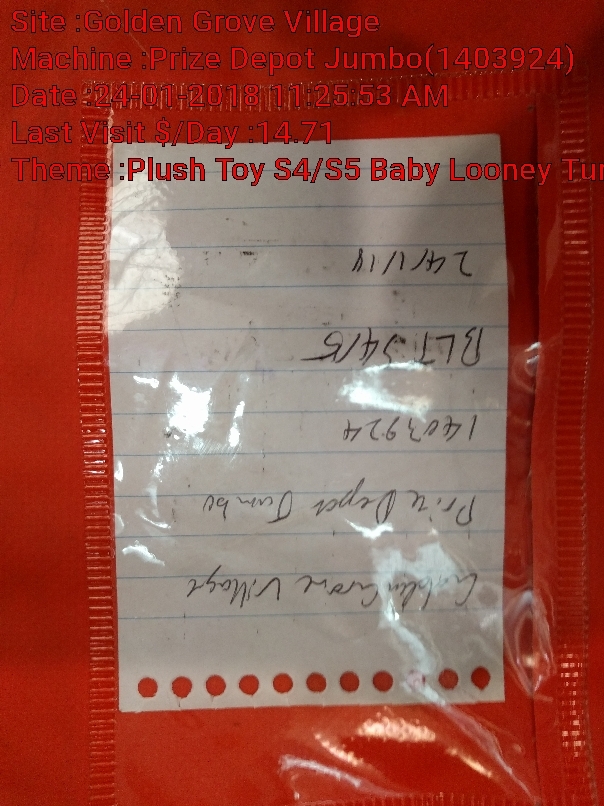 Site :Golden Grove Village
Machine :Prize Depot Jumbo(1403924)
Date :24-01-2018 11:25:53 AM
Last Visit $/Day :14.71
Theme :Plush Toy S4/S5 Baby Looney Tun
Golden Grove Village
Prize Depot Jumbo
1403924
BLT S4/5
24/1/18